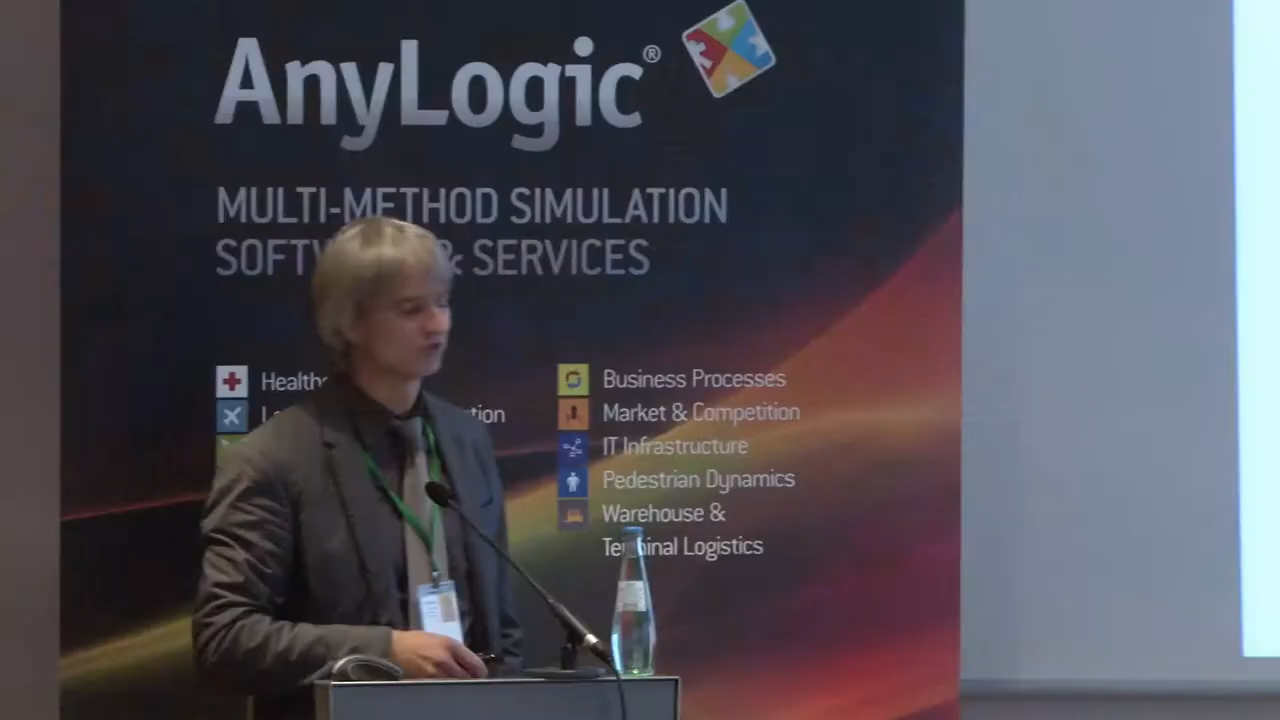 AnyLogic®
MULTI-METHOD SIMULATION
& SERVICES
Business Processes
Market & Competition
IT Infrastructure
Pedestrian Dynamics
Warehouse &
Terminal Logistics